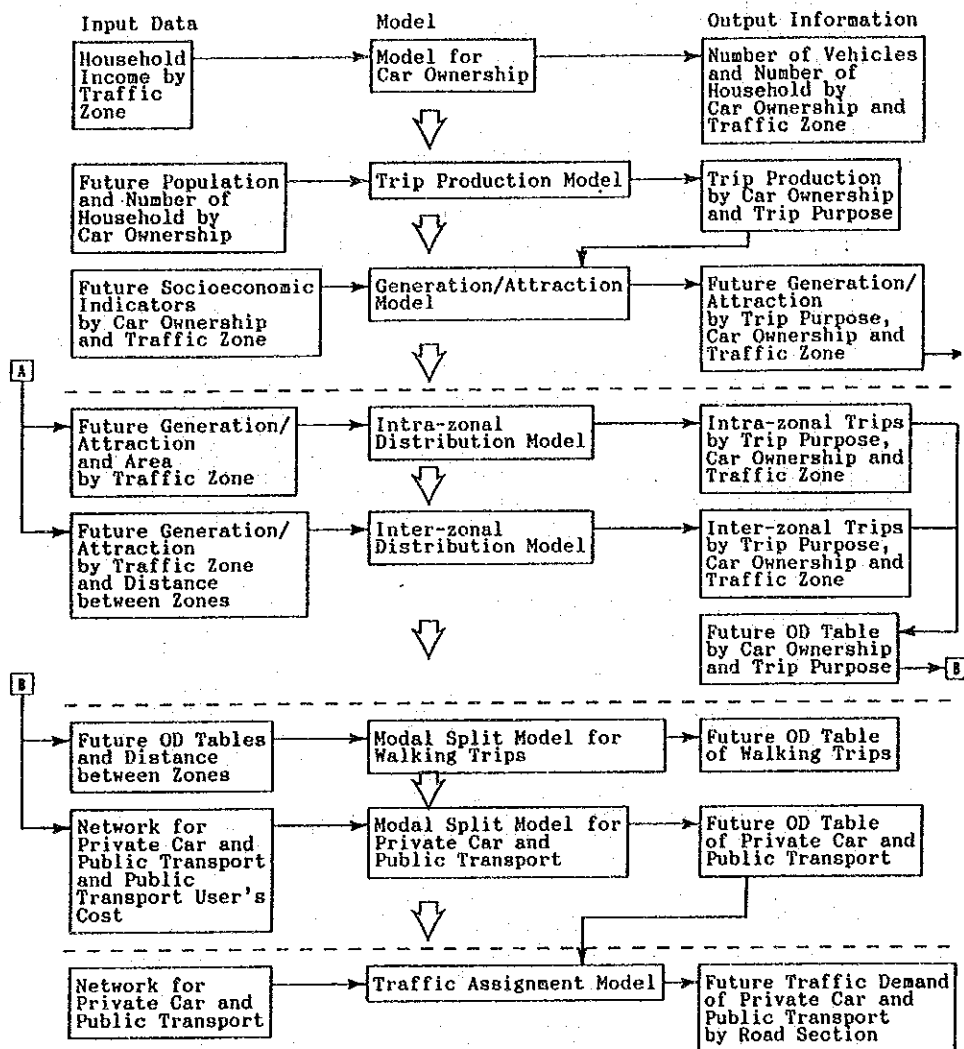 Input Data
Model
Output Information
Household
Income by
Traffic
Zone
Model for
Car Ownership
Number of Vehicles
and Number of
Household by
Car Ownership and
Traffic Zone
Future Population
and Number of
Household by
Car Ownership
Trip Production Model
Trip Production
by Car Ownership
and Trip Purpose
Future Socioeconomic
Indicators
by Car Ownership
and Traffic Zone
Generation/Attraction
Model
Future Generation/
Attraction
by Trip Purpose,
Car Ownership and
Traffic Zone
A
Future Generation/
Attraction
and Area
by Traffic Zone
Intra-zonal
Distribution Model
Intra-zonal Trips
by Trip Purpose,
Car Ownership and
Traffic Zone
Future Generation/
Attraction
by Traffic Zone
and Distance
between Zones
Inter-zonal
Distribution Model
Inter-zonal Trips
by Trip Purpose,
Car Ownership and
Traffic Zone
Future OD Table
by Car Ownership
and Trip Purpose
B
B
Future OD Tables
and Distance
between Zones
Modal Split Model for
Walking Trips
Future OD Table
of Walking Trips
Network for
Private Car and
Public Transport
and Public
Transport User's
Cost
Modal Split Model for
Private Car and
Public Transport
Future OD Table
of Private Car and
Public Transport
Network for
Private Car and
Public Transport
Traffic Assignment Model
Future Traffic Demand
of Private Car and
Public Transport
by Road Section